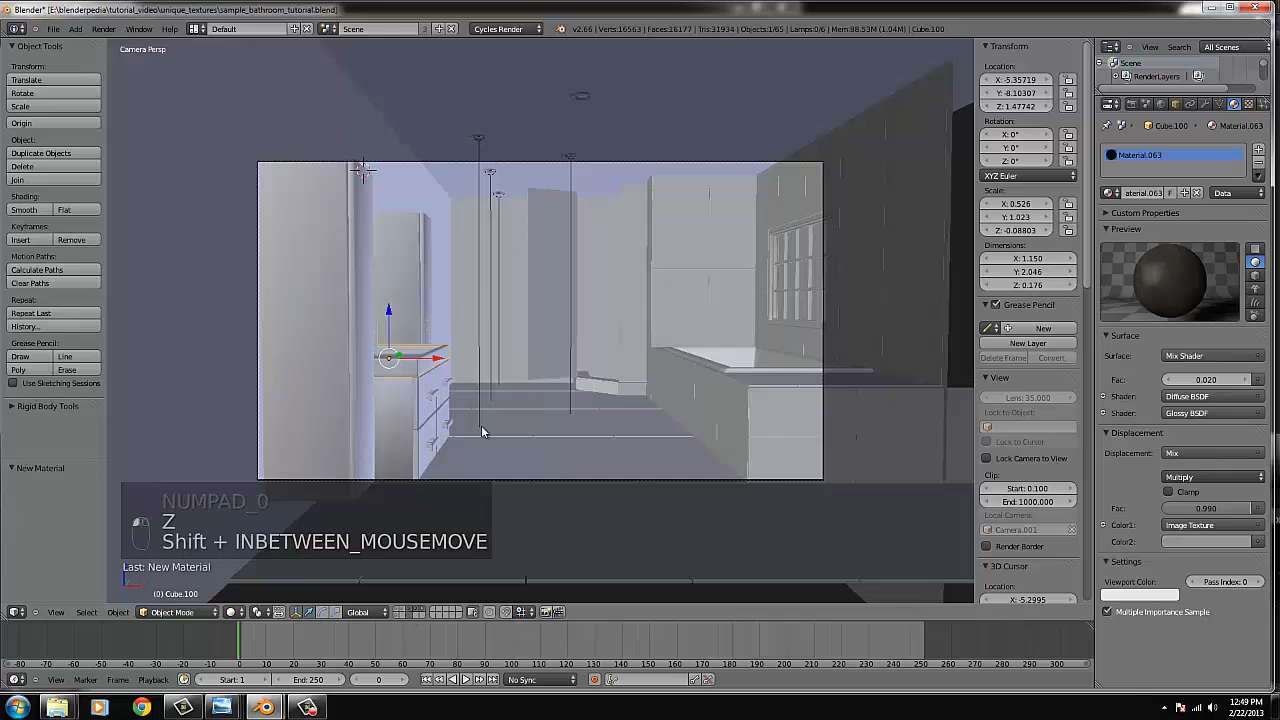 Blender* [E:\blenderpedia\tutorial_video\unique_textures\sample_bathroom_tutorial.blend]
File Add Render Window Help Default Scene 3 Cycles Render v2.66 | Verts:16563 | Faces:16177 | Tris:31934 | Objects:1/65 | Lamps:0/6 | Mem:88.53M (1.04M) | Cube.100
View Search All Scenes
Object Tools
Transform:
Translate
Rotate
Scale
Origin
Object:
Duplicate Objects
Delete
Join
Shading:
Smooth Flat
Keyframes:
Insert Remove
Motion Paths:
Calculate Paths
Clear Paths
Repeat:
Repeat Last
History...
Grease Pencil:
Draw Line
Poly Erase
Use Sketching Sessions
Rigid Body Tools
New Material
Camera Persp
NUMPAD_0
Z
Shift + INBETWEEN_MOUSEMOVE
Last: New Material
(0) Cube.100
Transform
Location:
X: -5.35719
Y: -8.10307
Z: 1.47742
Rotation:
X: 0°
Y: 0°
Z: 0°
XYZ Euler
Scale:
X: 0.526
Y: 1.023
Z: -0.08803
Dimensions:
X: 1.150
Y: 2.046
Z: 0.176
Grease Pencil
New
New Layer
Delete Frame Convert
View
Lens: 35.000
Lock to Object:
Lock to Cursor
Lock Camera to View
Clip:
Start: 0.100
End: 1000.000
Local Camera:
Camera.001
Render Border
3D Cursor
Location:
X: -5.2995
Scene
RenderLayers
Cube.100 Material.063
Material.063
aterial.063 F Data
Custom Properties
Preview
Surface
Surface: Mix Shader
Fac: 0.020
Shader: Diffuse BSDF
Shader: Glossy BSDF
Displacement
Displacement: Mix
Multiply
Clamp
Fac: 0.990
Color1: Image Texture
Color2:
Settings
Viewport Color: Pass Index: 0
Multiple Importance Sample
View Select Object Object Mode Global
-80 -70 -60 -50 -40 -30 -20 -10 0 10 20 30 40 50 60 70 80 90 100 110 120 130 140 150 160 170 180 190 200 210 220 230 240 250 260 270 280 290 300
View Marker Frame Playback Start: 1 End: 250 0 No Sync
12:49 PM
2/22/2013